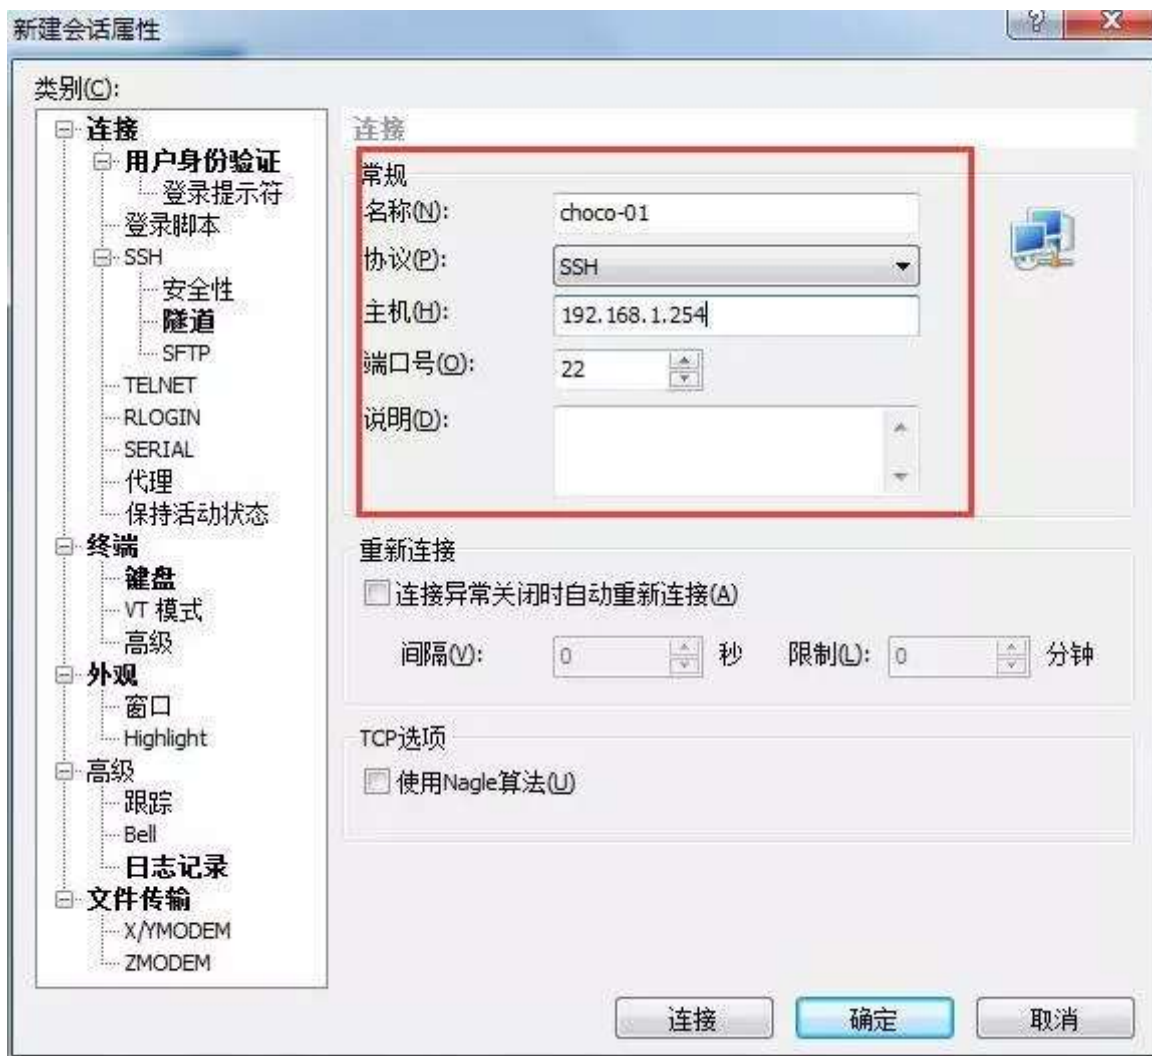 新建会话属性
类别(C):
连接
用户身份验证
登录提示符
登录脚本
SSH
安全性
隧道
SFTP
TELNET
RLOGIN
SERIAL
代理
保持活动状态
终端
键盘
VT 模式
高级
外观
窗口
Highlight
高级
跟踪
Bell
日志记录
文件传输
X/YMODEM
ZMODEM
连接
常规
名称(N): choco-01
协议(P): SSH
主机(H): 192.168.1.254
端口号(O): 22
说明(D):
重新连接
连接异常关闭时自动重新连接(A)
间隔(V): 0 秒 限制(L): 0 分钟
TCP选项
使用Nagle算法(U)
连接 确定 取消